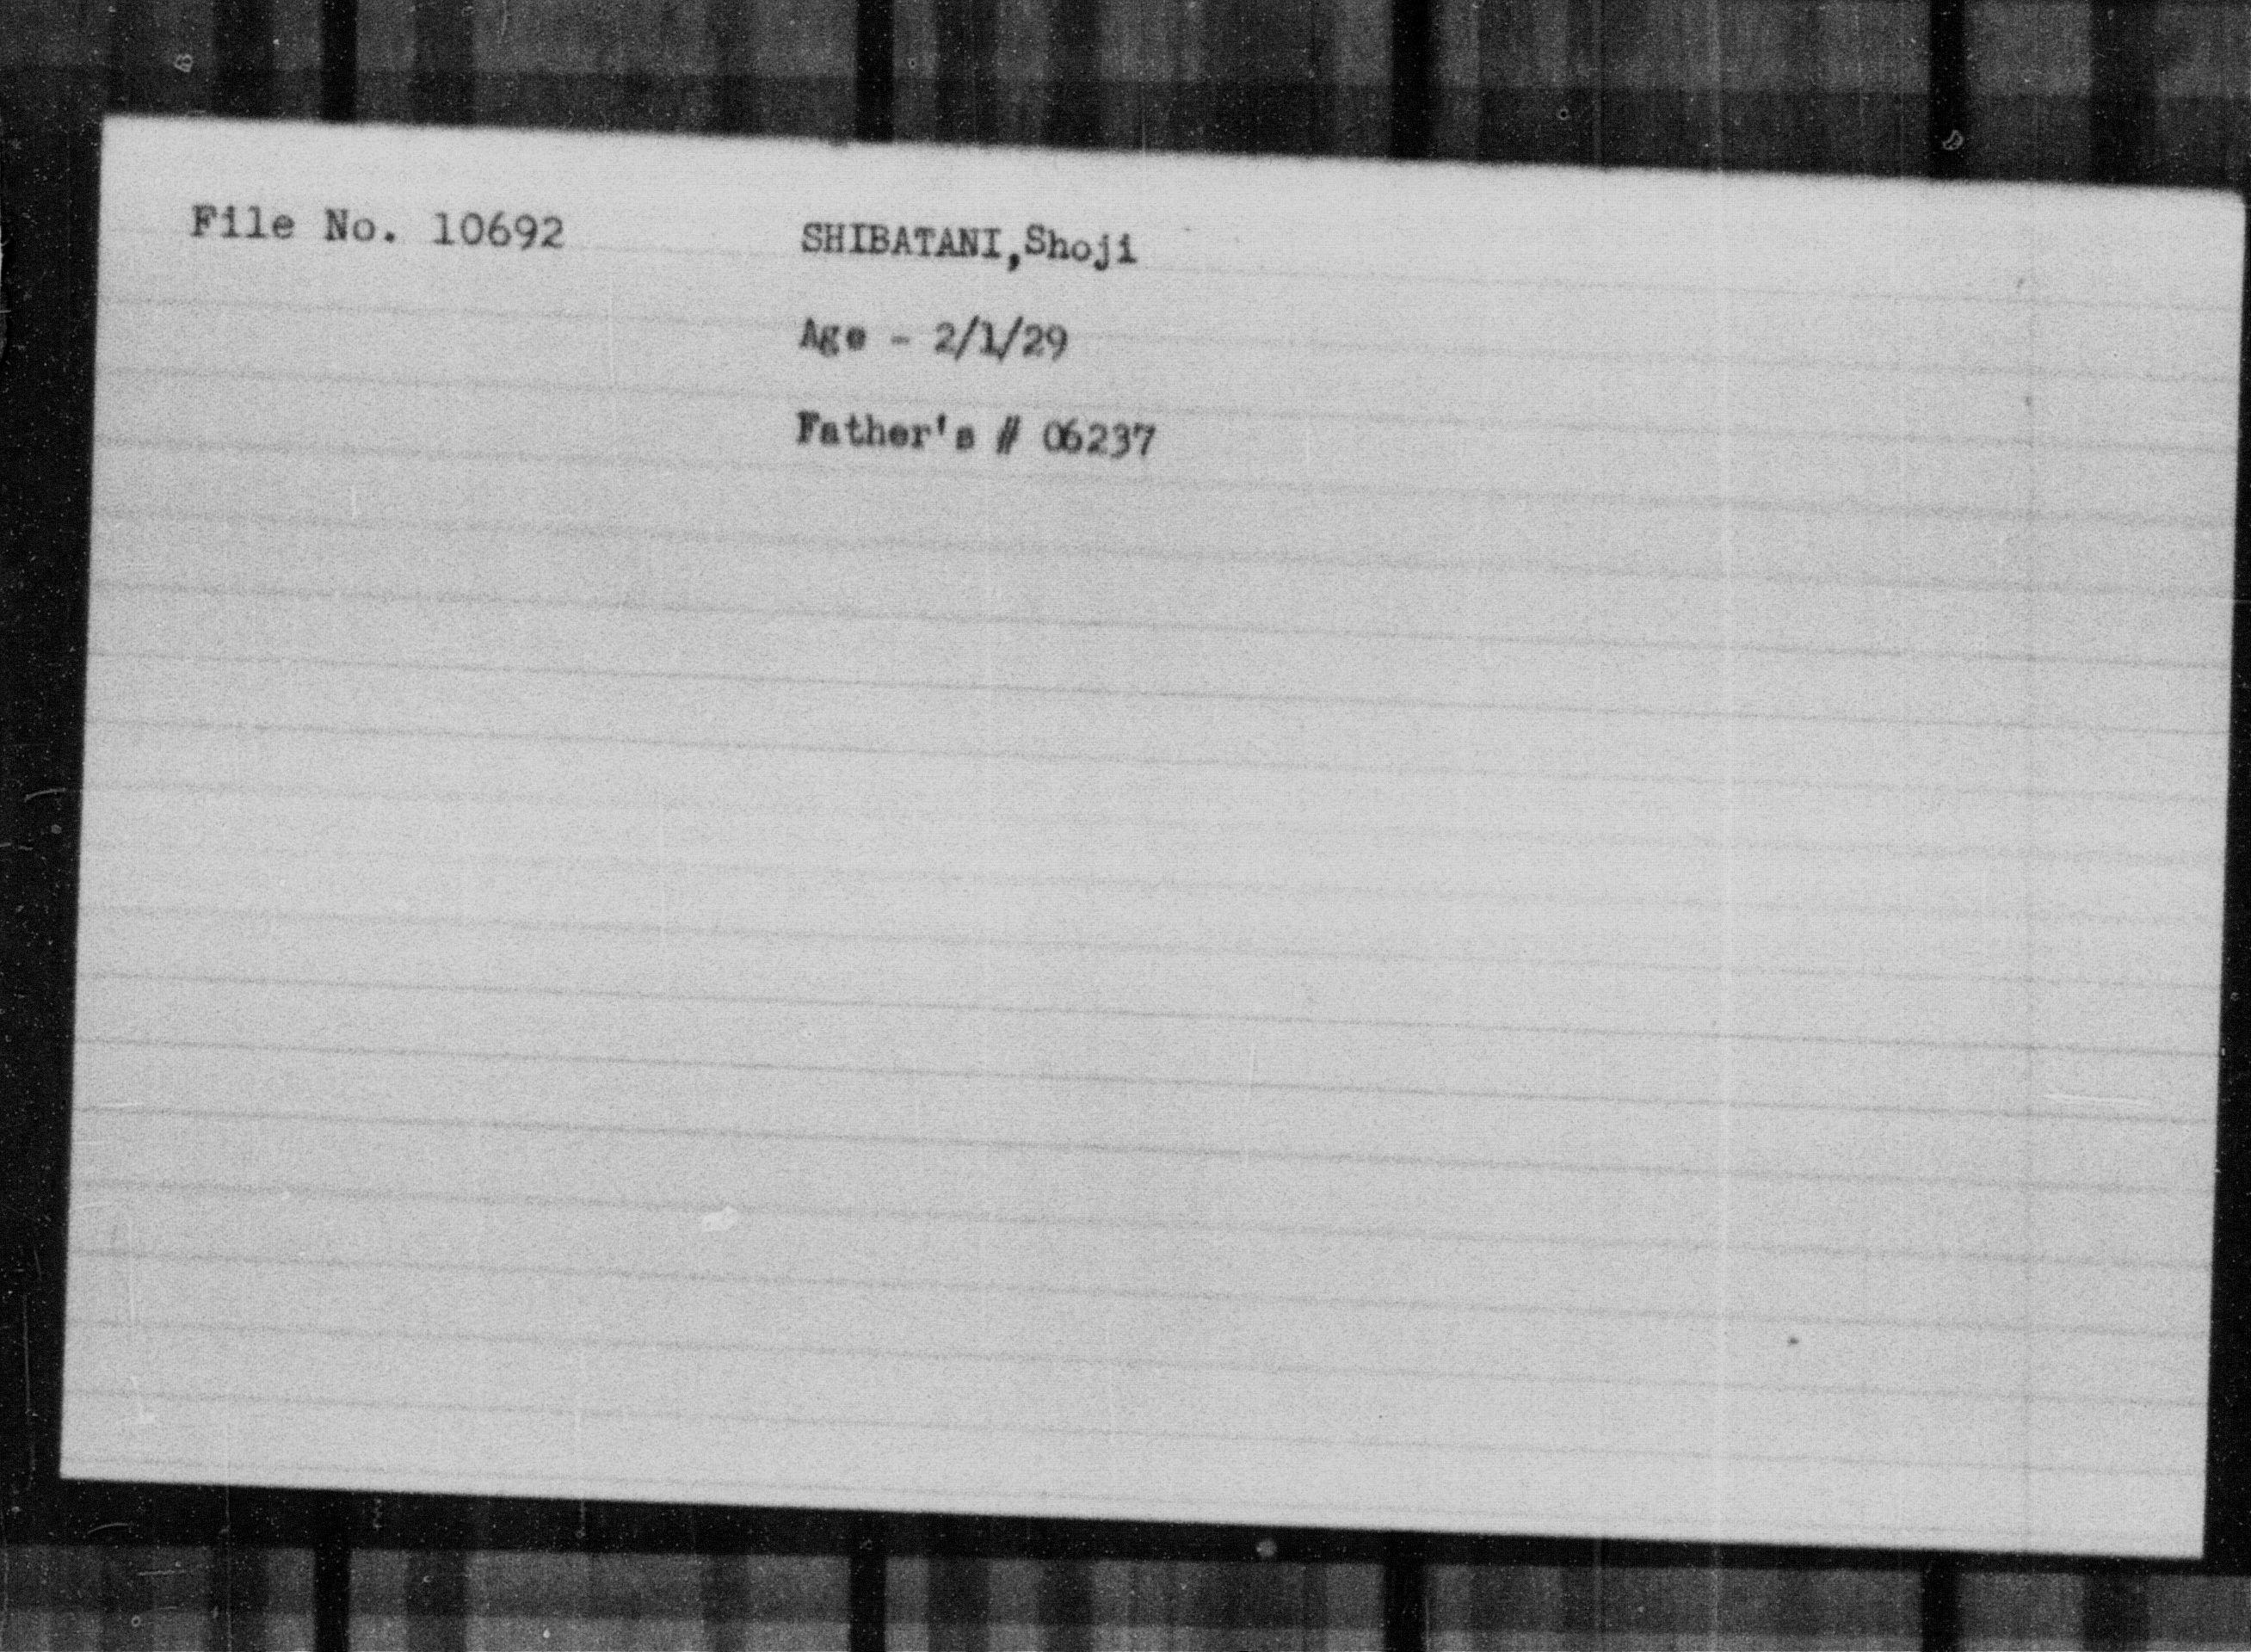 File No. 10692 SHIBATANI,Shoji
Age - 2/1/29
Father's # 06237